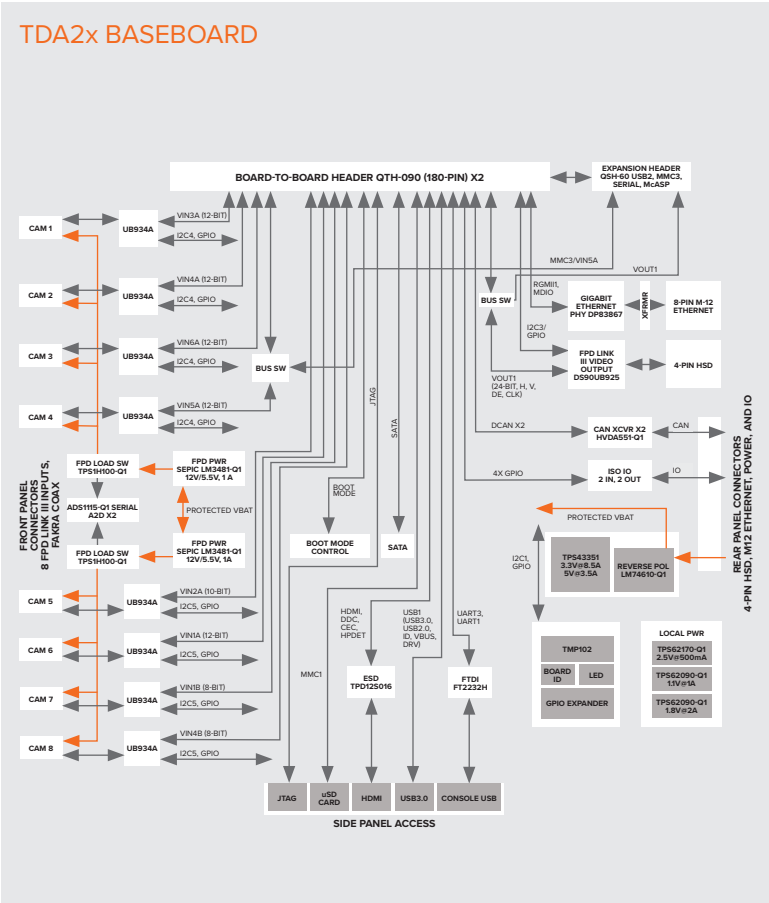 TDA2x BASEBOARD
BOARD-TO-BOARD HEADER QTH-090 (180-PIN) X2
EXPANSION HEADER
QSH-60 USB2, MMC3,
SERIAL, McASP
CAM 1
UB934A
VIN3A (12-BIT)
I2C4, GPIO
CAM 2
UB934A
VIN4A (12-BIT)
I2C4, GPIO
CAM 3
UB934A
VIN6A (12-BIT)
I2C4, GPIO
CAM 4
UB934A
VIN5A (12-BIT)
I2C4, GPIO
BUS SW
MMC3/VIN5A
VOUT1
BUS SW
RGMII1,
MDIO
GIGABIT
ETHERNET
PHY DP83867
XFRMR
8-PIN M-12
ETHERNET
I2C3/
GPIO
FPD LINK
III VIDEO
OUTPUT
DS90UB925
4-PIN HSD
VOUT1
(24-BIT, H, V,
DE, CLK)
JTAG
SATA
DCAN X2
CAN XCVR X2
HVDA551-Q1
CAN
4X GPIO
ISO IO
2 IN, 2 OUT
IO
FRONT PANEL
CONNECTORS
8 FPD LINK III INPUTS,
FAKRA COAX
FPD LOAD SW
TPS1H100-Q1
FPD PWR
SEPIC LM3481-Q1
12V/5.5V, 1 A
ADS1115-Q1 SERIAL
A2D X2
PROTECTED VBAT
FPD LOAD SW
TPS1H100-Q1
FPD PWR
SEPIC LM3481-Q1
12V/5.5V, 1A
BOOT
MODE
BOOT MODE
CONTROL
SATA
PROTECTED VBAT
I2C1,
GPIO
TPS43351
3.3V@8.5A
5V@3.5A
REVERSE POL
LM74610-Q1
REAR PANEL CONNECTORS
4-PIN HSD, M12 ETHERNET, POWER, AND IO
CAM 5
UB934A
VIN2A (10-BIT)
I2C5, GPIO
CAM 6
UB934A
VIN1A (12-BIT)
I2C5, GPIO
CAM 7
UB934A
VIN1B (8-BIT)
I2C5, GPIO
CAM 8
UB934A
VIN4B (8-BIT)
I2C5, GPIO
MMC1
HDMI,
DDC,
CEC,
HPDET
USB1
(USB3.0,
USB2.0,
ID, VBUS,
DRV)
UART3,
UART1
ESD
TPD12S016
FTDI
FT2232H
TMP102
BOARD
ID
LED
GPIO EXPANDER
LOCAL PWR
TPS62170-Q1
2.5V@500mA
TPS62090-Q1
1.1V@1A
TPS62090-Q1
1.8V@2A
JTAG
uSD
CARD
HDMI
USB3.0
CONSOLE USB
SIDE PANEL ACCESS